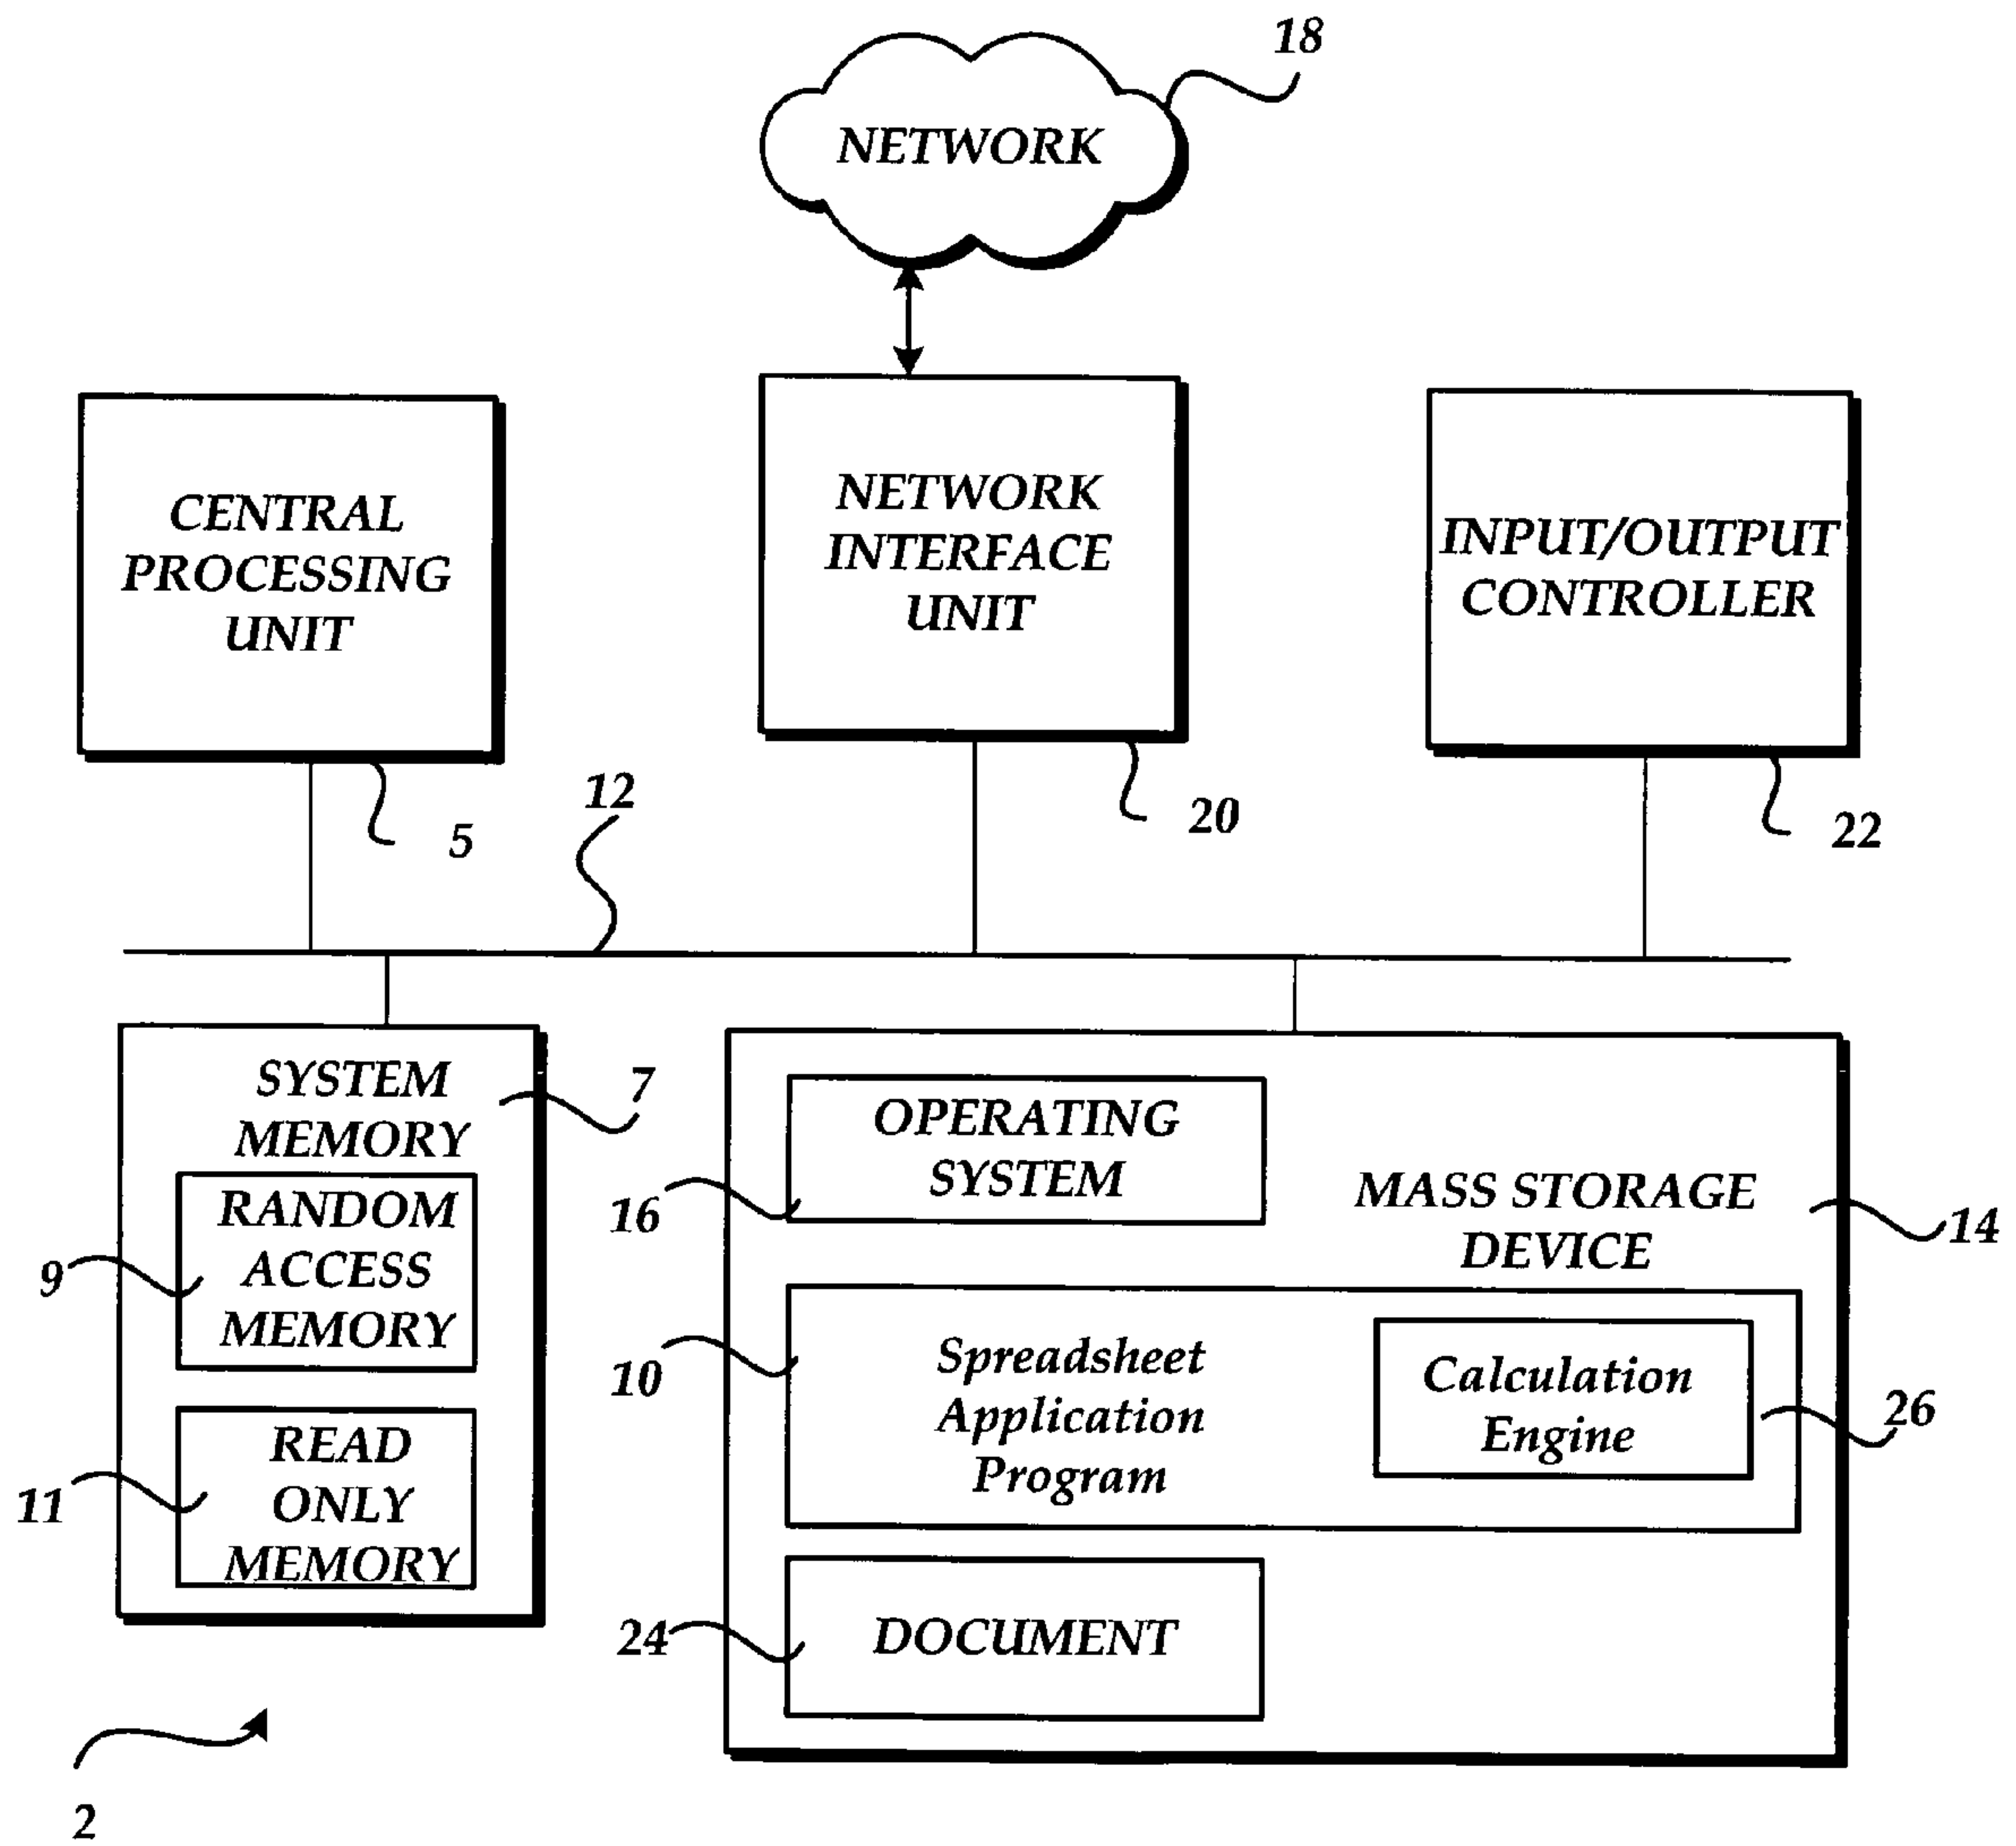 18
NETWORK
CENTRAL
PROCESSING
UNIT
5
NETWORK
INTERFACE
UNIT
20
INPUT/OUTPUT
CONTROLLER
22
12
SYSTEM
MEMORY
7
RANDOM
ACCESS
MEMORY
9
READ
ONLY
MEMORY
11
OPERATING
SYSTEM
16
MASS STORAGE
DEVICE
14
Spreadsheet
Application
Program
10
Calculation
Engine
26
DOCUMENT
24
2